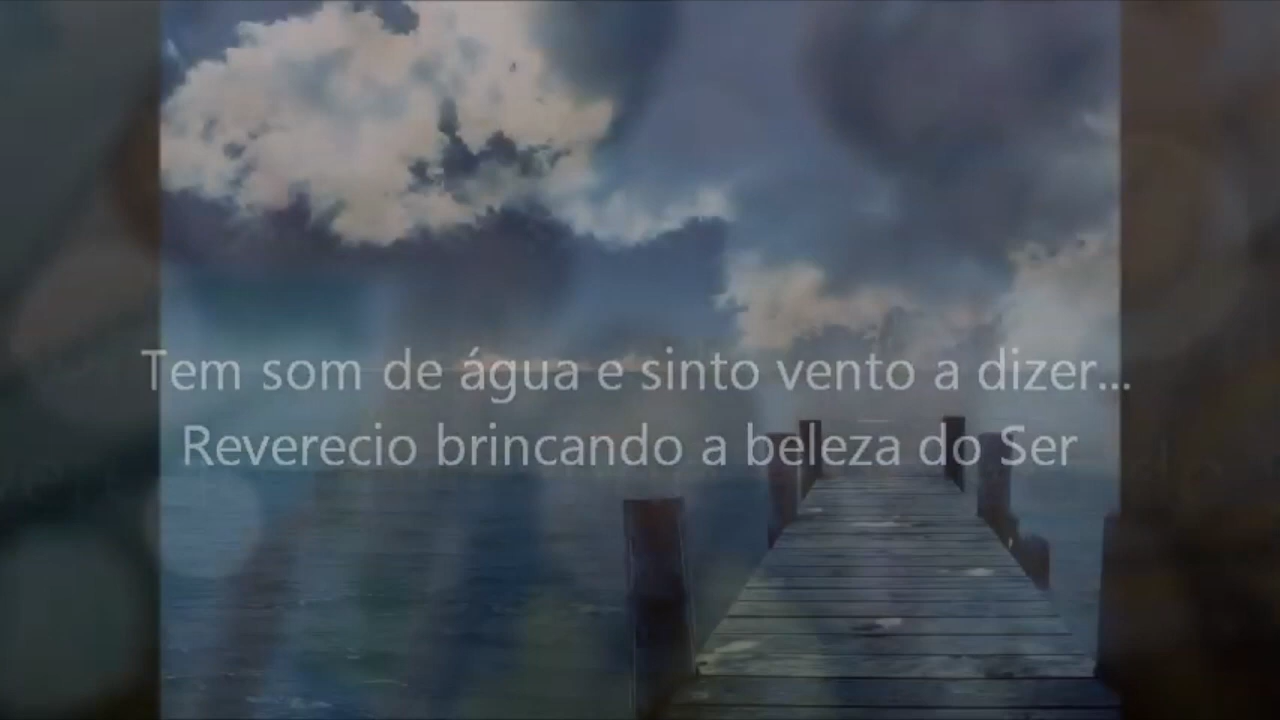 Tem som de água e sinto vento a dizer...
Reverecio brincando a beleza do Ser